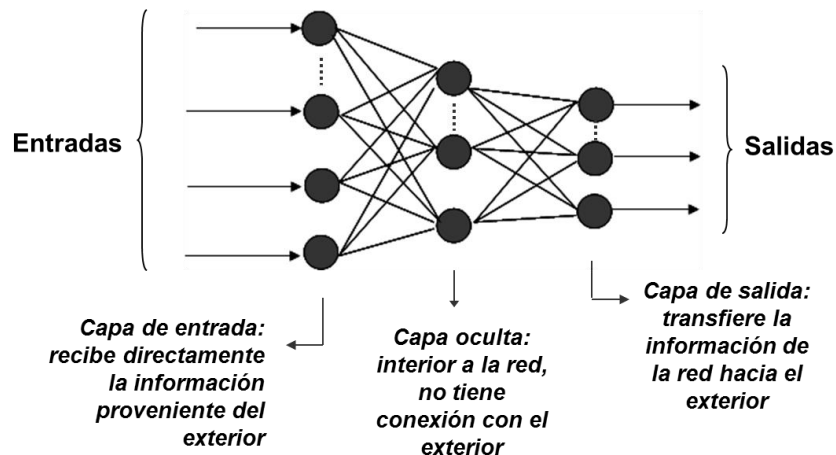 Entradas
Salidas
Capa de entrada:
recibe directamente
la información
proveniente del
exterior
Capa oculta:
interior a la red,
no tiene
conexión con el
exterior
Capa de salida:
transfiere la
información de
la red hacia el
exterior